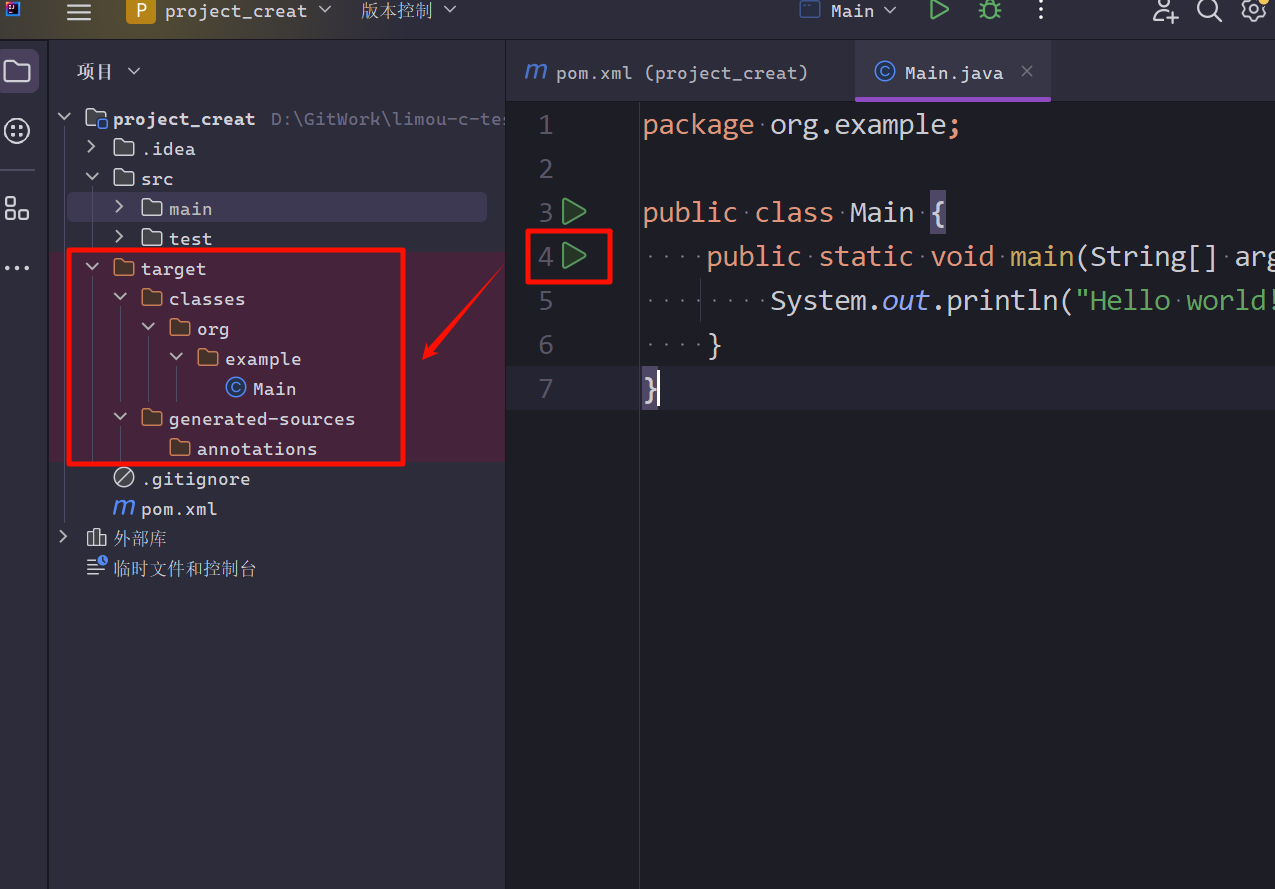 P project_creat 版本控制 Main
项目
project_creat D:\GitWork\limou-c-tes
.idea
src
main
test
target
classes
org
example
Main
generated-sources
annotations
.gitignore
pom.xml
外部库
临时文件和控制台
pom.xml (project_creat) Main.java
1 package org.example;
2
3 public class Main {
4 public static void main(String[] arg
5 System.out.println("Hello world!
6 }
7 }